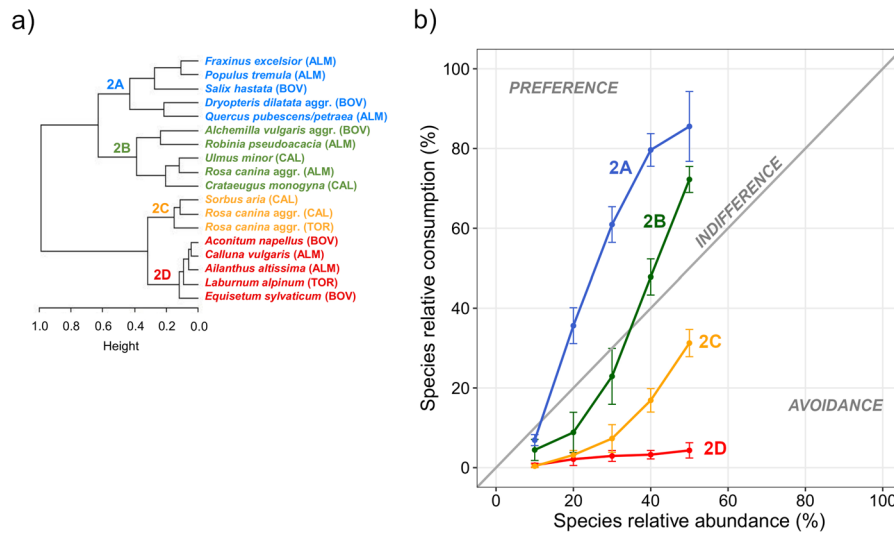 a)
Fraxinus excelsior (ALM)
Populus tremula (ALM)
2A
Salix hastata (BOV)
Dryopteris dilatata aggr. (BOV)
Quercus pubescens/petraea (ALM)
Alchemilla vulgaris aggr. (BOV)
2B
Robinia pseudoacacia (ALM)
Ulmus minor (CAL)
Rosa canina aggr. (ALM)
Crataeugus monogyna (CAL)
Sorbus aria (CAL)
2C
Rosa canina aggr. (CAL)
Rosa canina aggr. (TOR)
Aconitum napellus (BOV)
Calluna vulgaris (ALM)
2D
Ailanthus altissima (ALM)
Laburnum alpinum (TOR)
Equisetum sylvaticum (BOV)
1.0 0.8 0.6 0.4 0.2 0.0
Height
b)
Species relative consumption (%)
100
80
60
40
20
0
PREFERENCE
2A
2B
INDIFFERENCE
2C
AVOIDANCE
2D
0 20 40 60 80 100
Species relative abundance (%)